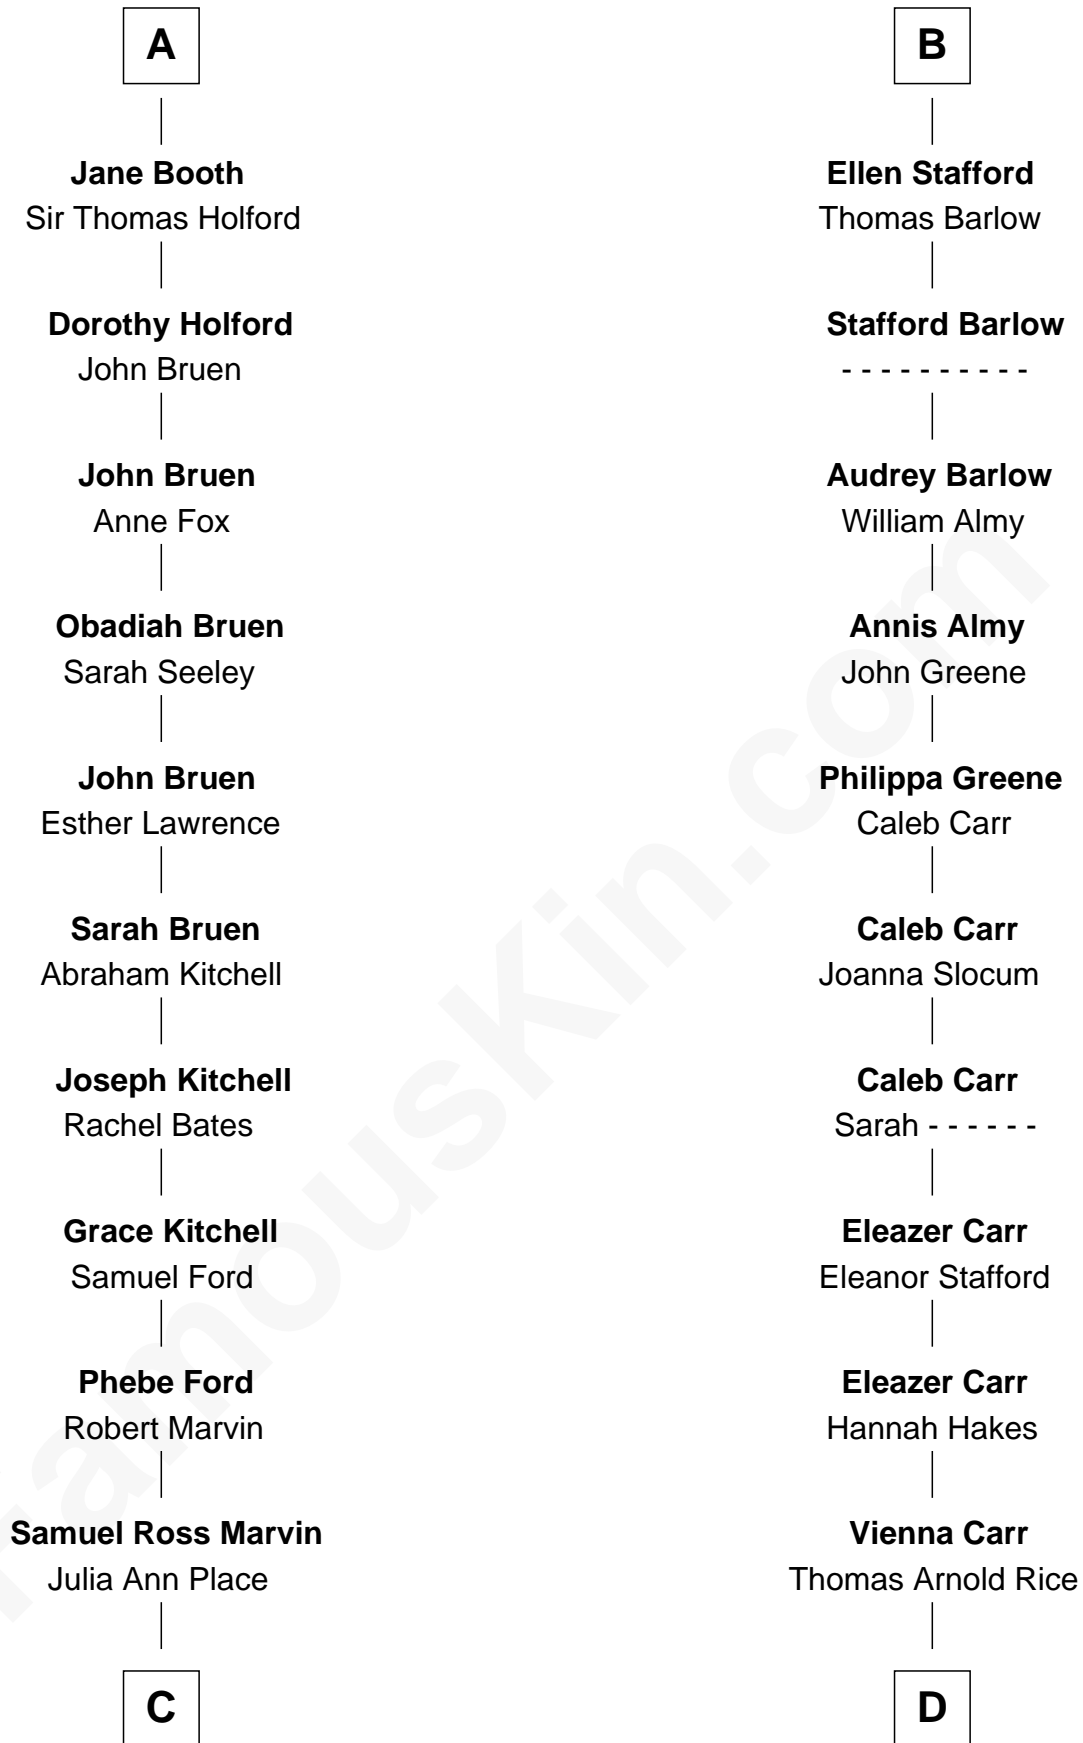 A
Jane Booth
Sir Thomas Holford
Dorothy Holford
John Bruen
John Bruen
Anne Fox
Obadiah Bruen
Sarah Seeley
John Bruen
Esther Lawrence
Sarah Bruen
Abraham Kitchell
Joseph Kitchell
Rachel Bates
Grace Kitchell
Samuel Ford
Phebe Ford
Robert Marvin
Samuel Ross Marvin
Julia Ann Place
C
B
Ellen Stafford
Thomas Barlow
Stafford Barlow
- - - - - - - - - -
Audrey Barlow
William Almy
Annis Almy
John Greene
Philippa Greene
Caleb Carr
Caleb Carr
Joanna Slocum
Caleb Carr
Sarah - - - - - -
Eleazer Carr
Eleanor Stafford
Eleazer Carr
Hannah Hakes
Vienna Carr
Thomas Arnold Rice
D
FamousKin.com